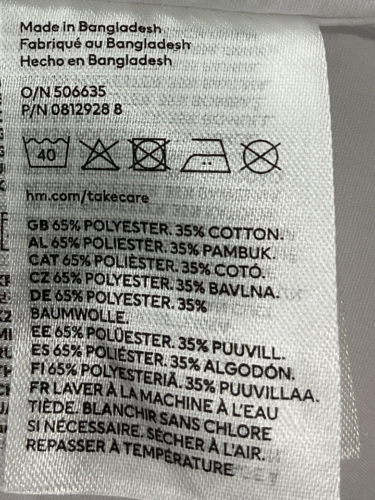 Made in Bangladesh
Fabriqué au Bangladesh
Hecho en Bangladesh
O/N 506635
P/N 0812928 8
40
hm.com/takecare
GB 65% POLYESTER. 35% COTTON.
AL 65% POLIESTËR. 35% PAMBUK.
CAT 65% POLIÈSTER. 35% COTÓ.
CZ 65% POLYESTER. 35% BAVLNA.
DE 65% POLYESTER. 35%
BAUMWOLLE.
EE 65% POLÜESTER. 35% PUUVILL.
ES 65% POLIÉSTER. 35% ALGODÓN.
FI 65% POLYESTERIÄ. 35% PUUVILLAA.
FR LAVER À LA MACHINE À L'EAU
TIÈDE. BLANCHIR SANS CHLORE
SI NÉCESSAIRE. SÉCHER À L'AIR.
REPASSER À TEMPÉRATURE